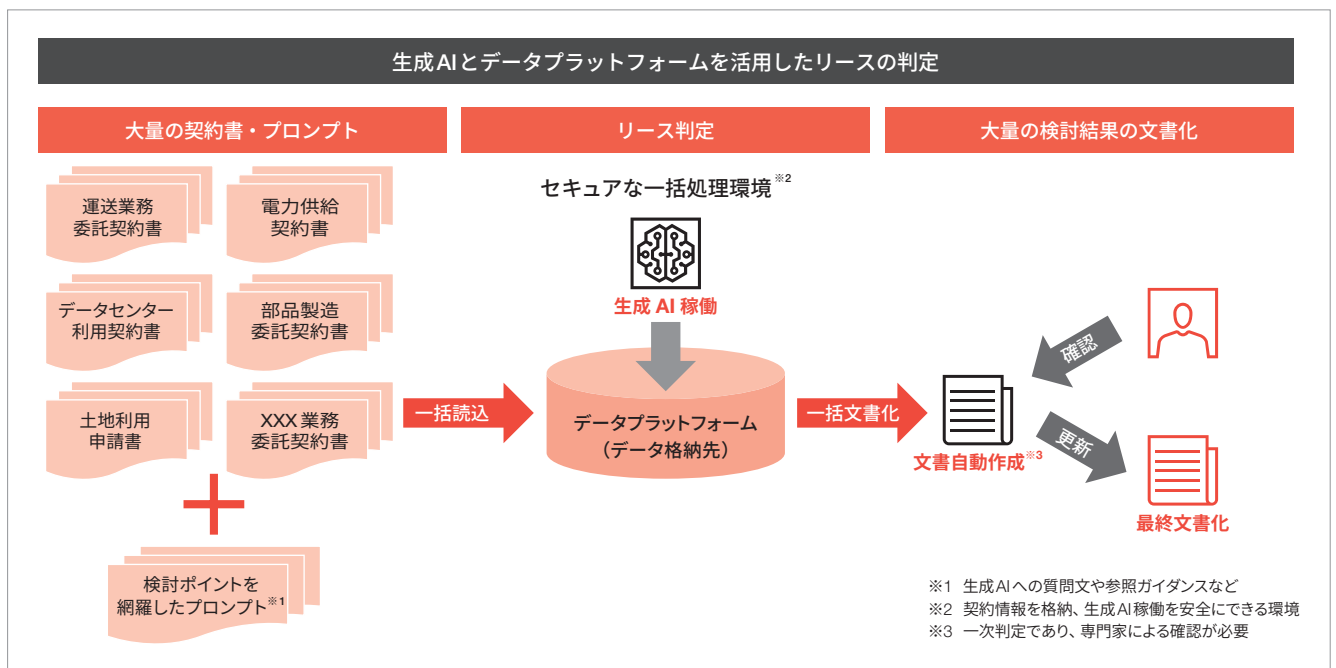 生成AIとデータプラットフォームを活用したリースの判定
大量の契約書・プロンプト
運送業務
委託契約書
電力供給
契約書
データセンター
利用契約書
部品製造
委託契約書
土地利用
申請書
XXX業務
委託契約書
検討ポイントを
網羅したプロンプト※1
一括読込
リース判定
セキュアな一括処理環境※2
生成 AI 稼働
データプラットフォーム
（データ格納先）
一括文書化
大量の検討結果の文書化
確認
文書自動作成※3
更新
最終文書化
※1 生成AIへの質問文や参照ガイダンスなど
※2 契約情報を格納、生成AI稼働を安全にできる環境
※3 一次判定であり、専門家による確認が必要